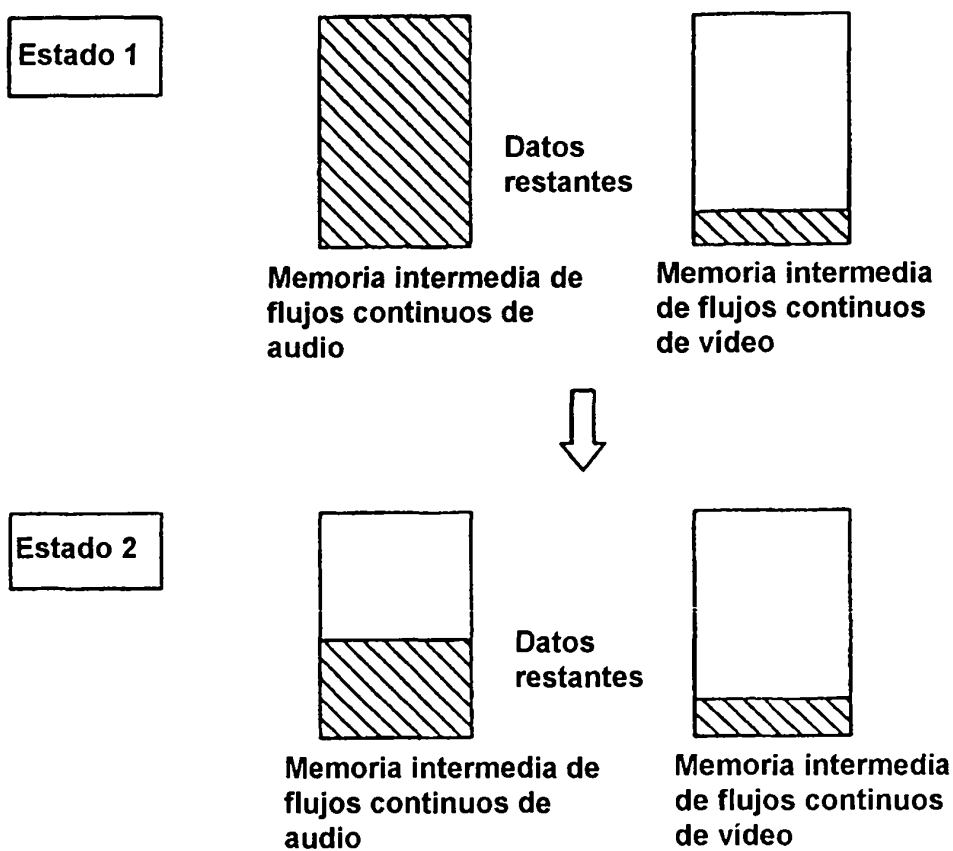 Estado 1
Datos
restantes
Memoria intermedia de
flujos continuos de
audio
Memoria intermedia
de flujos continuos
de vídeo
Estado 2
Datos
restantes
Memoria intermedia de
flujos continuos de
audio
Memoria intermedia
de flujos continuos
de vídeo